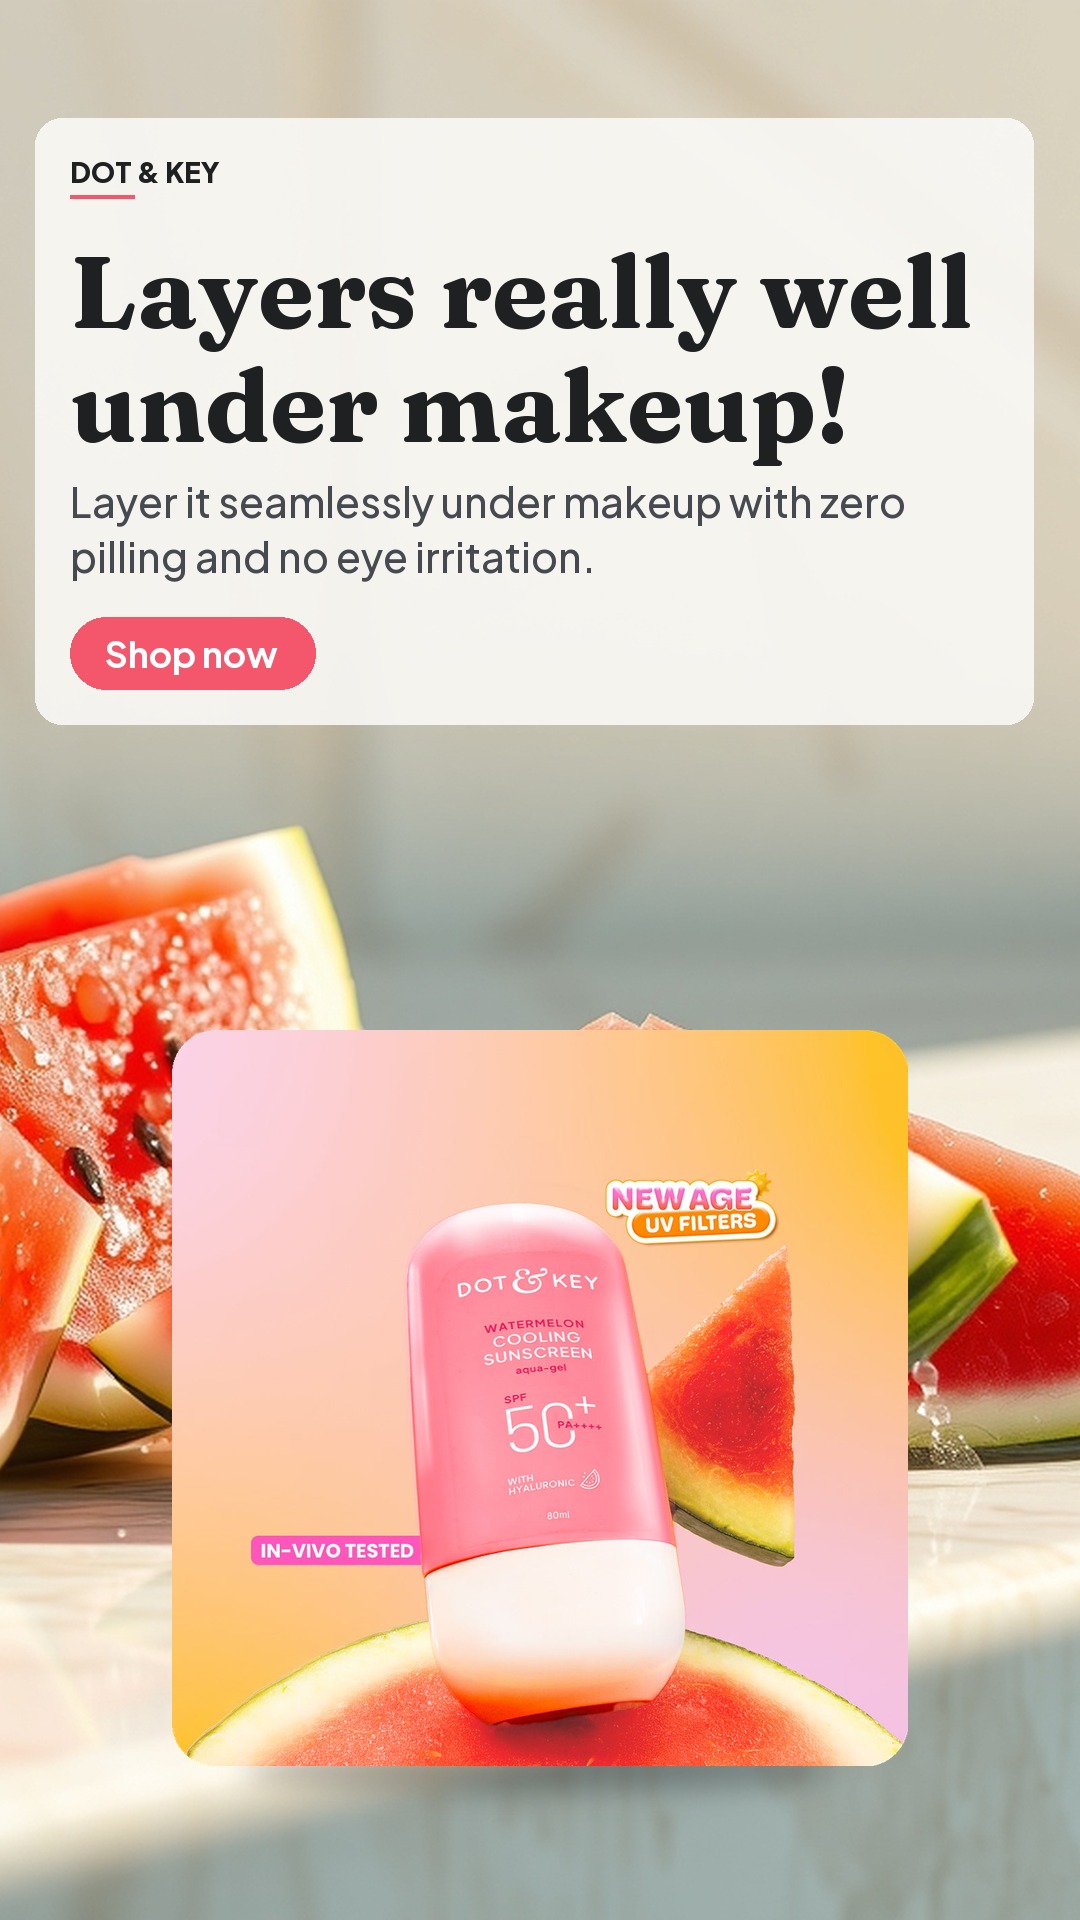 DOT & KEY
Layers really well
under makeup!
Layer it seamlessly under makeup with zero
pilling and no eye irritation.
Shop now
NEW AGE
UV FILTERS
DOT & KEY
WATERMELON
COOLING
SUNSCREEN
aqua-gel
SPF
50+
PA++++
WITH
HYALURONIC
80ml
IN-VIVO TESTED